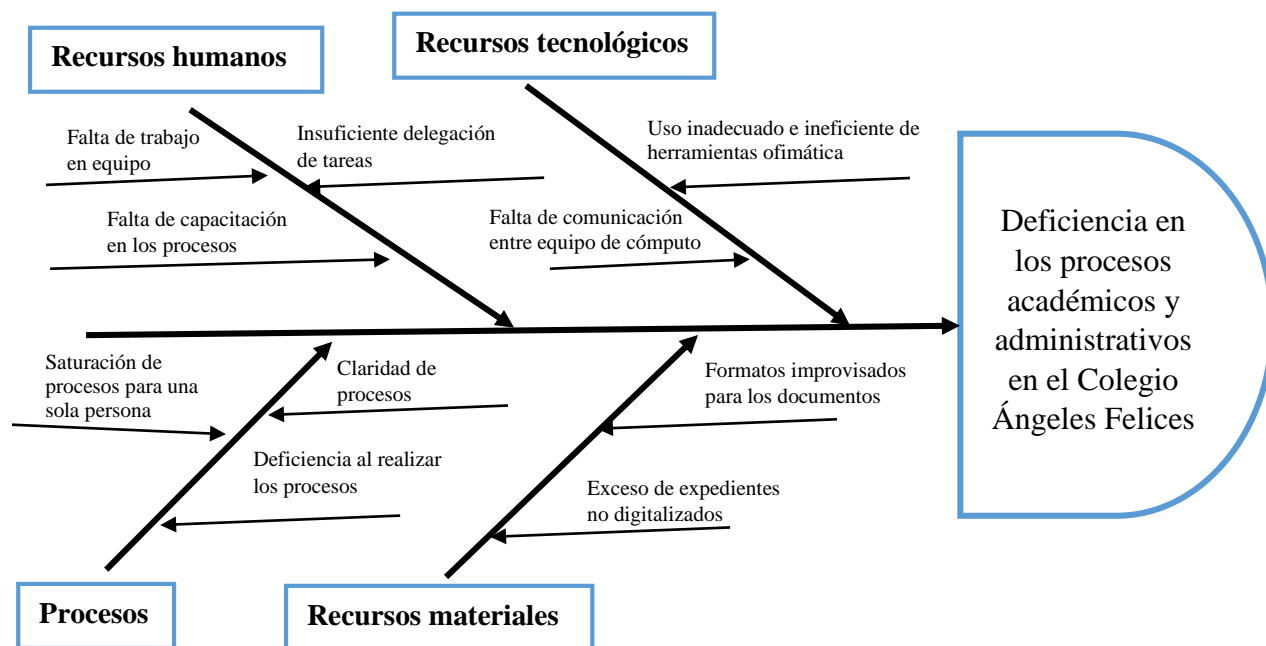 Recursos humanos
Recursos tecnológicos
Falta de trabajo
en equipo
Insuficiente delegación
de tareas
Falta de capacitación
en los procesos
Uso inadecuado e ineficiente de
herramientas ofimática
Falta de comunicación
entre equipo de cómputo
Deficiencia en
los procesos
académicos y
administrativos
en el Colegio
Ángeles Felices
Saturación de
procesos para una
sola persona
Claridad de
procesos
Deficiencia al realizar
los procesos
Formatos improvisados
para los documentos
Exceso de expedientes
no digitalizados
Procesos
Recursos materiales